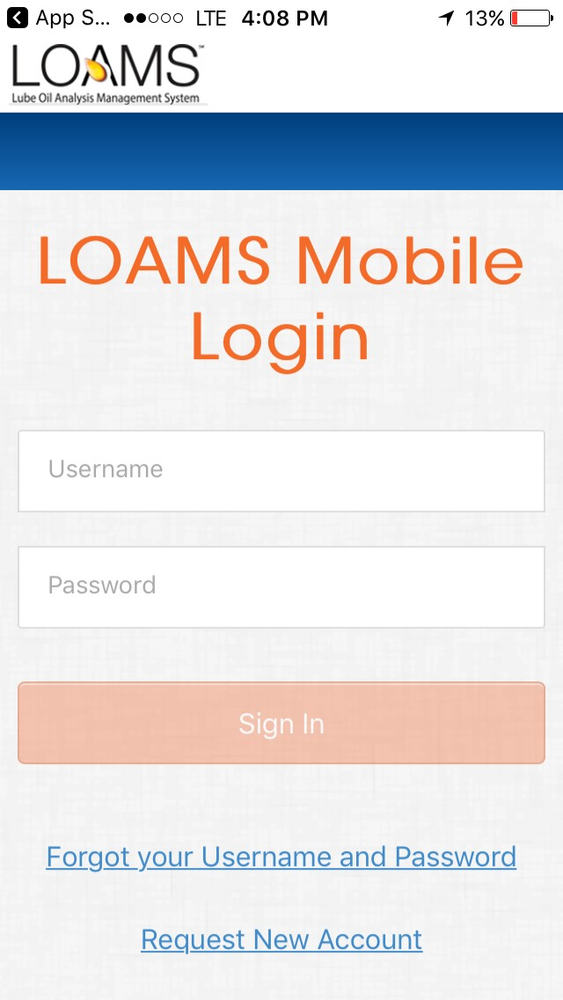 App S... LTE 4:08 PM 13%
LOAMS™
Lube Oil Analysis Management System
LOAMS Mobile
Login
Username
Password
Sign In
Forgot your Username and Password
Request New Account